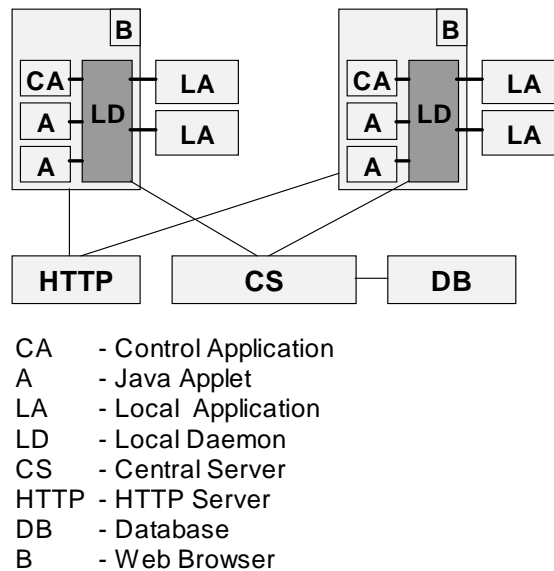 B B
CA LA CA LA
LD LD
A LA A LA
A A
HTTP CS DB
CA - Control Application
A - Java Applet
LA - Local Application
LD - Local Daemon
CS - Central Server
HTTP - HTTP Server
DB - Database
B - Web Browser